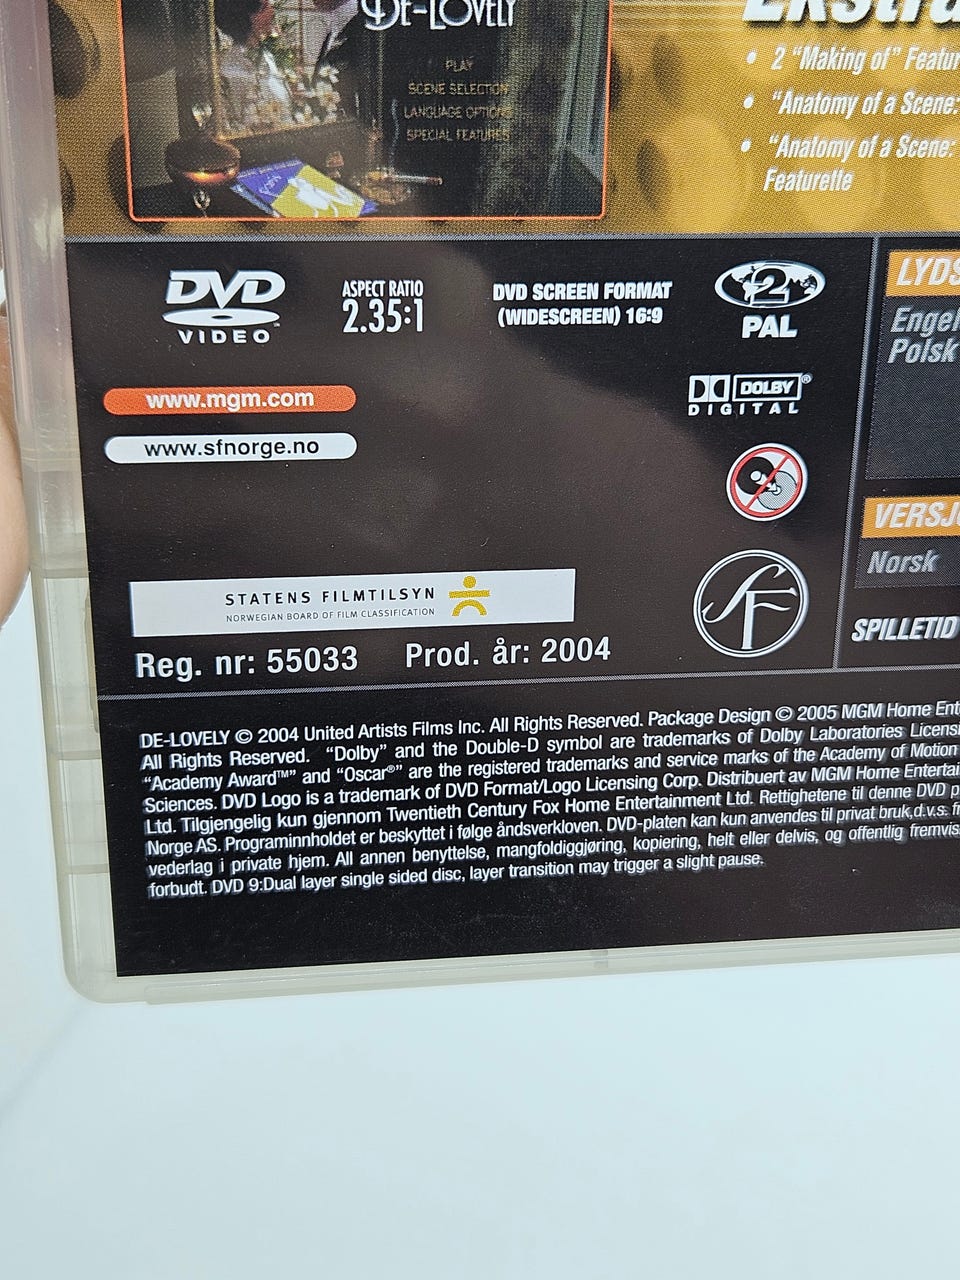 DE-LOVELY
PLAY
SCENE SELECTION
LANGUAGE OPTIONS
SPECIAL FEATURES
Ekstra
• 2 “Making of” Featur
• “Anatomy of a Scene:
• “Anatomy of a Scene:
Featurette
DVD
VIDEO
ASPECT RATIO
2.35:1
DVD SCREEN FORMAT
(WIDESCREEN) 16:9
2
PAL
www.mgm.com
www.sfnorge.no
DOLBY®
DIGITAL
STATENS FILMTILSYN
NORWEGIAN BOARD OF FILM CLASSIFICATION
Reg. nr: 55033 Prod. år: 2004
SF
LYDS
Engel
Polsk
VERSJO
Norsk
SPILLETID
DE-LOVELY © 2004 United Artists Films Inc. All Rights Reserved. Package Design © 2005 MGM Home Ent
All Rights Reserved. “Dolby” and the Double-D symbol are trademarks of Dolby Laboratories Licensi
“Academy Award™” and “Oscar®” are the registered trademarks and service marks of the Academy of Motion
Sciences. DVD Logo is a trademark of DVD Format/Logo Licensing Corp. Distribuert av MGM Home Entertai
Ltd. Tilgjengelig kun gjennom Twentieth Century Fox Home Entertainment Ltd. Rettighetene til denne DVD p
Norge AS. Programinnholdet er beskyttet i følge åndsverkloven. DVD-platen kan kun anvendes til privat bruk,d.v.s. f
vederlag i private hjem. All annen benyttelse, mangfoldiggjøring, kopiering, helt eller delvis, og offentlig fremvis
forbudt. DVD 9:Dual layer single sided disc, layer transition may trigger a slight pause.